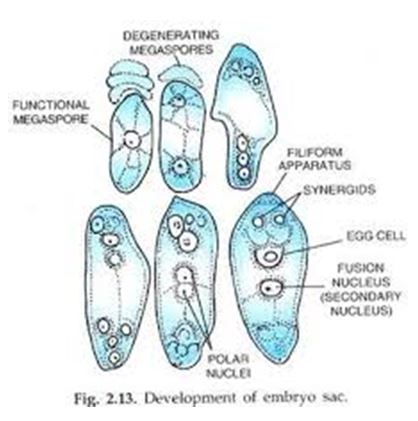 DEGENERATING
MEGASPORES
FUNCTIONAL
MEGASPORE
FILIFORM
APPARATUS
SYNERGIDS
EGG CELL
FUSION
NUCLEUS
(SECONDARY
NUCLEUS)
POLAR
NUCLEI
Fig. 2.13. Development of embryo sac.